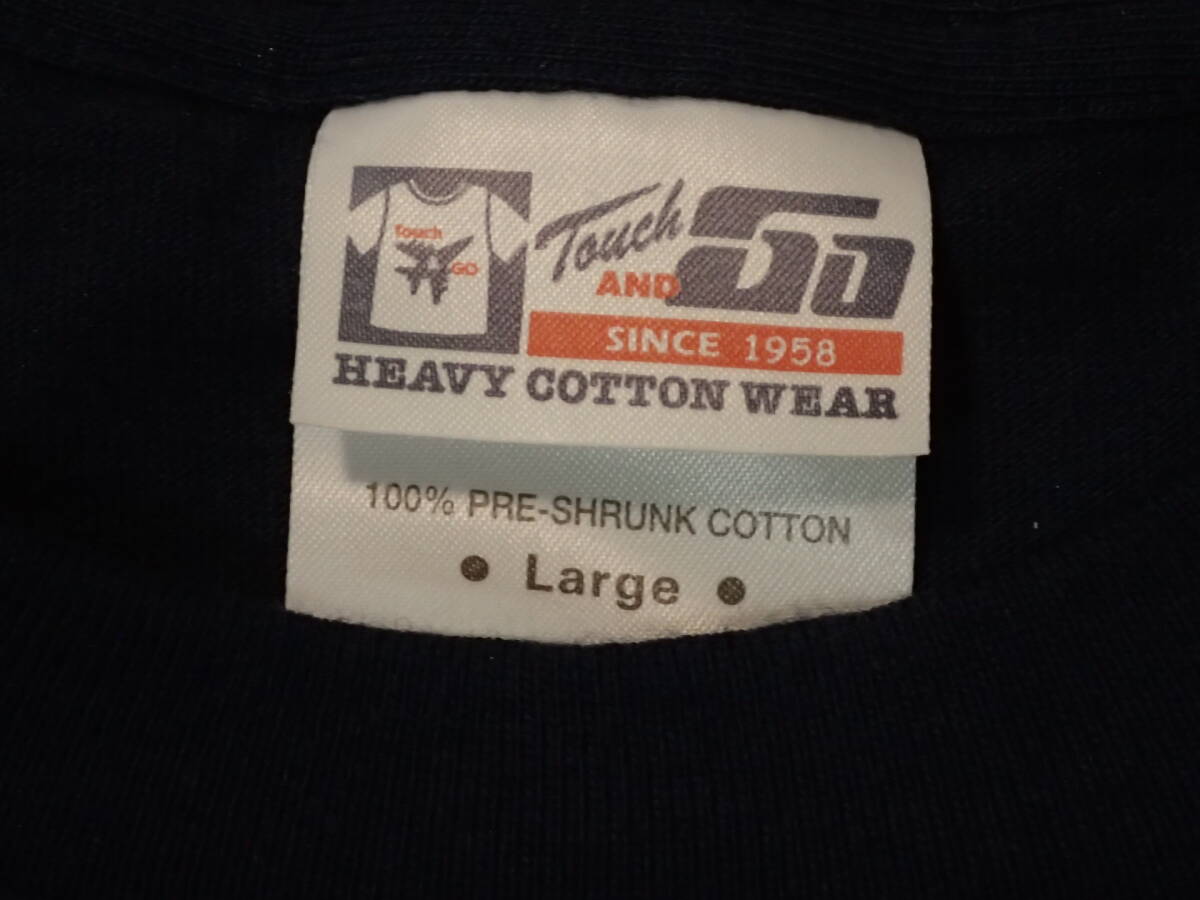 Touch
GO
Touch
AND GO
SINCE 1958
HEAVY COTTON WEAR
100% PRE-SHRUNK COTTON
• Large •